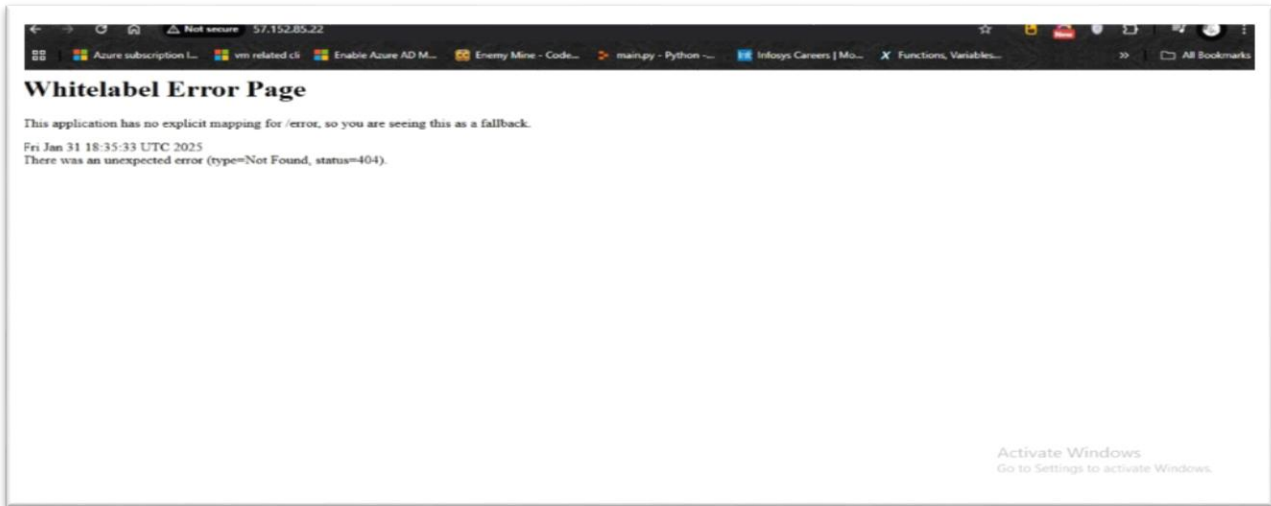 Not secure 57.152.85.22
Azure subscription l... vm related cli Enable Azure AD M... Enemy Mine - Code... main.py - Python -... Infosys Careers | Mo... Functions, Variables... All Bookmarks
Whitelabel Error Page
This application has no explicit mapping for /error, so you are seeing this as a fallback.
Fri Jan 31 18:35:33 UTC 2025
There was an unexpected error (type=Not Found, status=404).
Activate Windows
Go to Settings to activate Windows.